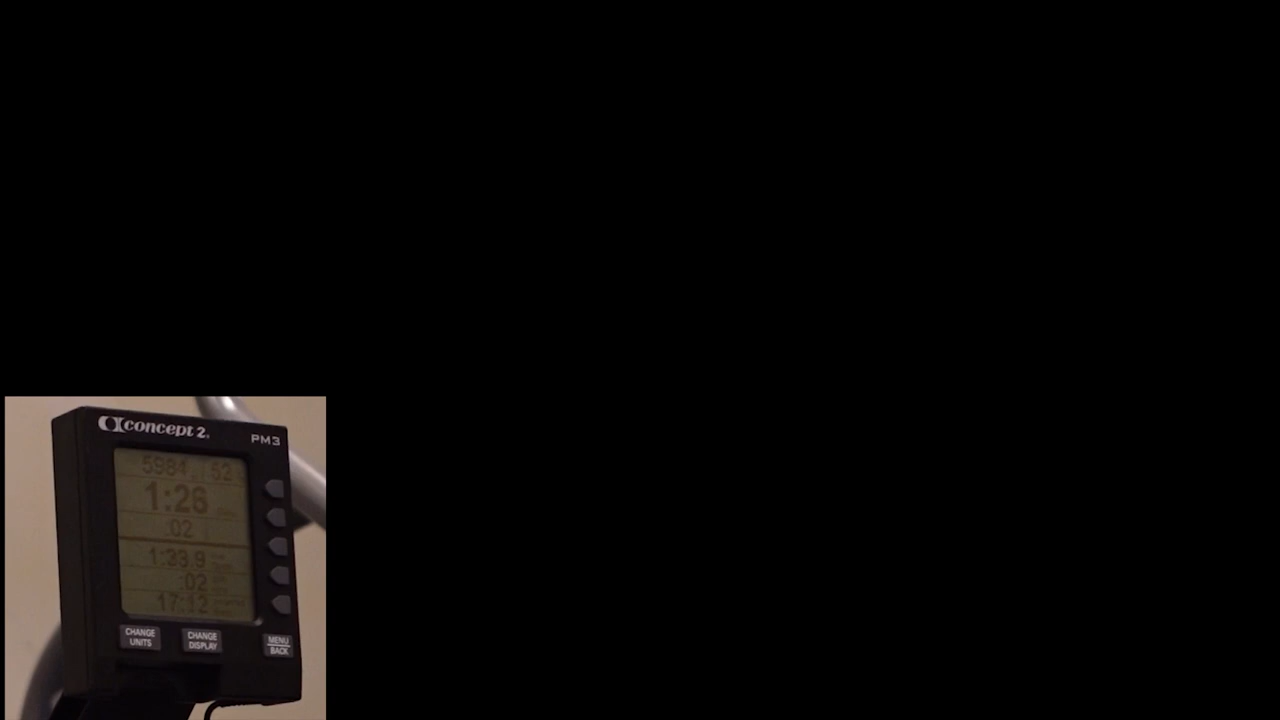 concept 2.
PM3
5984 52
1:26
:02
1:33.9
:02
17:12
CHANGE UNITS
CHANGE DISPLAY
MENU BACK